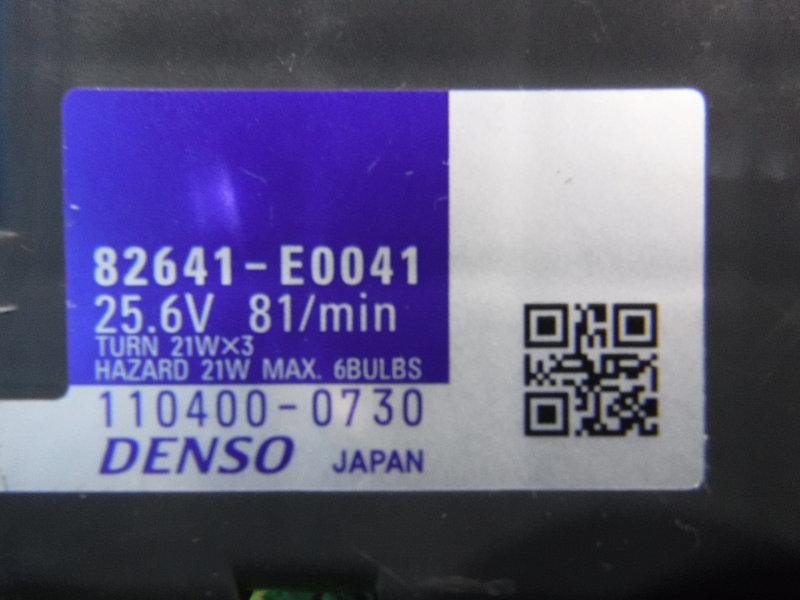 82641-E0041
25.6V 81/min
TURN 21W×3
HAZARD 21W MAX. 6BULBS
110400-0730
DENSO JAPAN